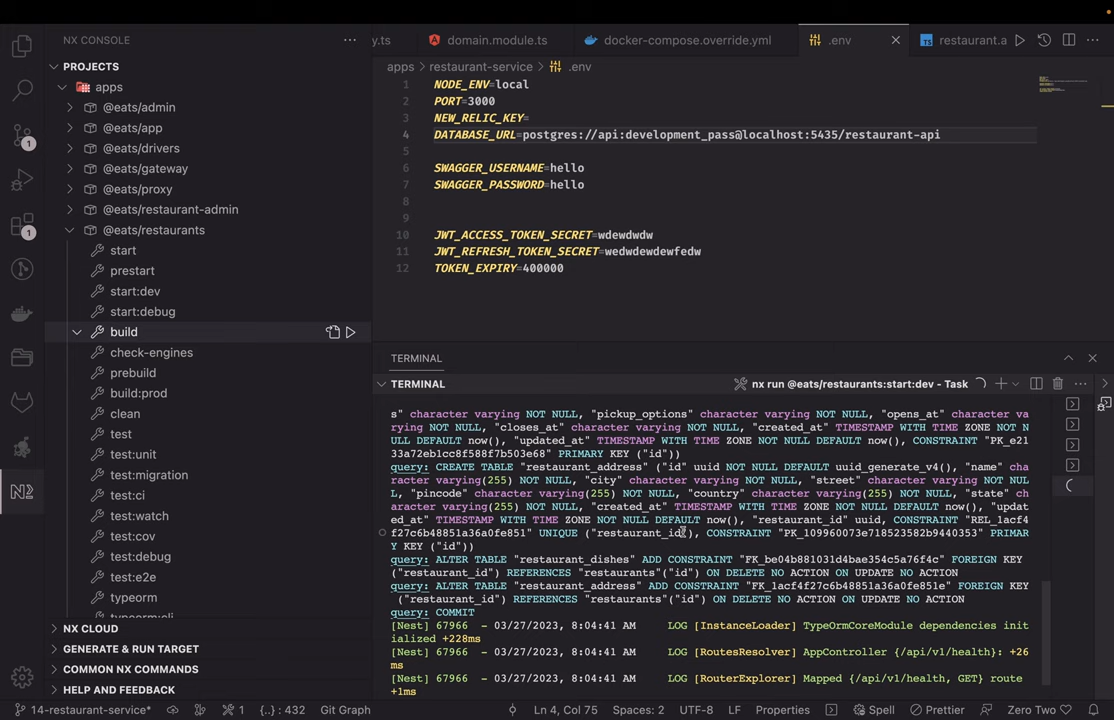 NX CONSOLE
PROJECTS
apps
@eats/admin
@eats/app
@eats/drivers
@eats/gateway
@eats/proxy
@eats/restaurant-admin
@eats/restaurants
start
prestart
start:dev
start:debug
build
check-engines
prebuild
build:prod
clean
test
test:unit
test:migration
test:ci
test:watch
test:cov
test:debug
test:e2e
typeorm
typeorm:cli
NX CLOUD
GENERATE & RUN TARGET
COMMON NX COMMANDS
HELP AND FEEDBACK
y.ts
domain.module.ts
docker-compose.override.yml
.env
restaurant.a
apps > restaurant-service > .env
1 NODE_ENV=local
2 PORT=3000
3 NEW_RELIC_KEY=
4 DATABASE_URL=postgres://api:development_pass@localhost:5435/restaurant-api
5
6 SWAGGER_USERNAME=hello
7 SWAGGER_PASSWORD=hello
8
9
10 JWT_ACCESS_TOKEN_SECRET=wdewdwdw
11 JWT_REFRESH_TOKEN_SECRET=wedwdewdewfedw
12 TOKEN_EXPIRY=400000
TERMINAL
TERMINAL
nx run @eats/restaurants:start:dev - Task
s" character varying NOT NULL, "pickup_options" character varying NOT NULL, "opens_at" character va
rying NOT NULL, "closes_at" character varying NOT NULL, "created_at" TIMESTAMP WITH TIME ZONE NOT N
ULL DEFAULT now(), "updated_at" TIMESTAMP WITH TIME ZONE NOT NULL DEFAULT now(), CONSTRAINT "PK_e21
33a72eb1cc8f588f7b503e68" PRIMARY KEY ("id"))
query: CREATE TABLE "restaurant_address" ("id" uuid NOT NULL DEFAULT uuid_generate_v4(), "name" cha
racter varying(255) NOT NULL, "city" character varying(255) NOT NULL, "street" character varying(255) NOT NUL
L, "pincode" character varying(255) NOT NULL, "country" character varying(255) NOT NULL, "state" ch
aracter varying(255) NOT NULL, "created_at" TIMESTAMP WITH TIME ZONE NOT NULL DEFAULT now(), "updat
ed_at" TIMESTAMP WITH TIME ZONE NOT NULL DEFAULT now(), "restaurant_id" uuid, CONSTRAINT "REL_1acf4
f27c6b48851a36a0fe851" UNIQUE ("restaurant_id"), CONSTRAINT "PK_109960073e718523582b9440353" PRIMAR
Y KEY ("id"))
query: ALTER TABLE "restaurant_dishes" ADD CONSTRAINT "FK_be04b881031d4bae354c5a76f4c" FOREIGN KEY
("restaurant_id") REFERENCES "restaurants"("id") ON DELETE NO ACTION ON UPDATE NO ACTION
query: ALTER TABLE "restaurant_address" ADD CONSTRAINT "FK_1acf4f27c6b48851a36a0fe851e" FOREIGN KEY
("restaurant_id") REFERENCES "restaurants"("id") ON DELETE NO ACTION ON UPDATE NO ACTION
query: COMMIT
[Nest] 67966 - 03/27/2023, 8:04:41 AM LOG [InstanceLoader] TypeOrmCoreModule dependencies init
ialized +228ms
[Nest] 67966 - 03/27/2023, 8:04:41 AM LOG [RoutesResolver] AppController {/api/v1/health}: +26
ms
[Nest] 67966 - 03/27/2023, 8:04:41 AM LOG [RouterExplorer] Mapped {/api/v1/health, GET} route
+1ms
14-restaurant-service* 1 {..} : 432 Git Graph Ln 4, Col 75 Spaces: 2 UTF-8 LF Properties Spell Prettier Zero Two